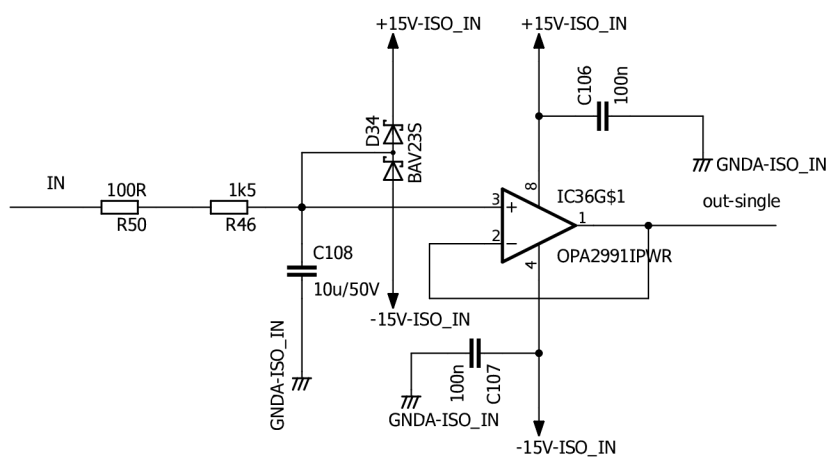 +15V-ISO_IN
+15V-ISO_IN
C106
100n
D34
BAV23S
GNDA-ISO_IN
IN
100R
R50
1k5
R46
3
2
8
4
1
+
−
IC36G$1
OPA2991IPWR
out-single
C108
10u/50V
-15V-ISO_IN
GNDA-ISO_IN
100n
C107
GNDA-ISO_IN
-15V-ISO_IN